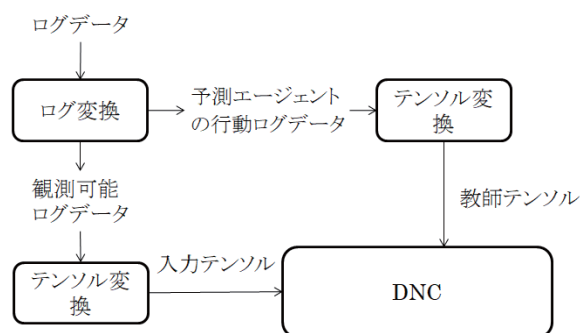 ログデータ
ログ変換
予測エージェント
の行動ログデータ
テンソル変
換
観測可能
ログデータ
教師テンソル
テンソル変
換
入力テンソル
DNC